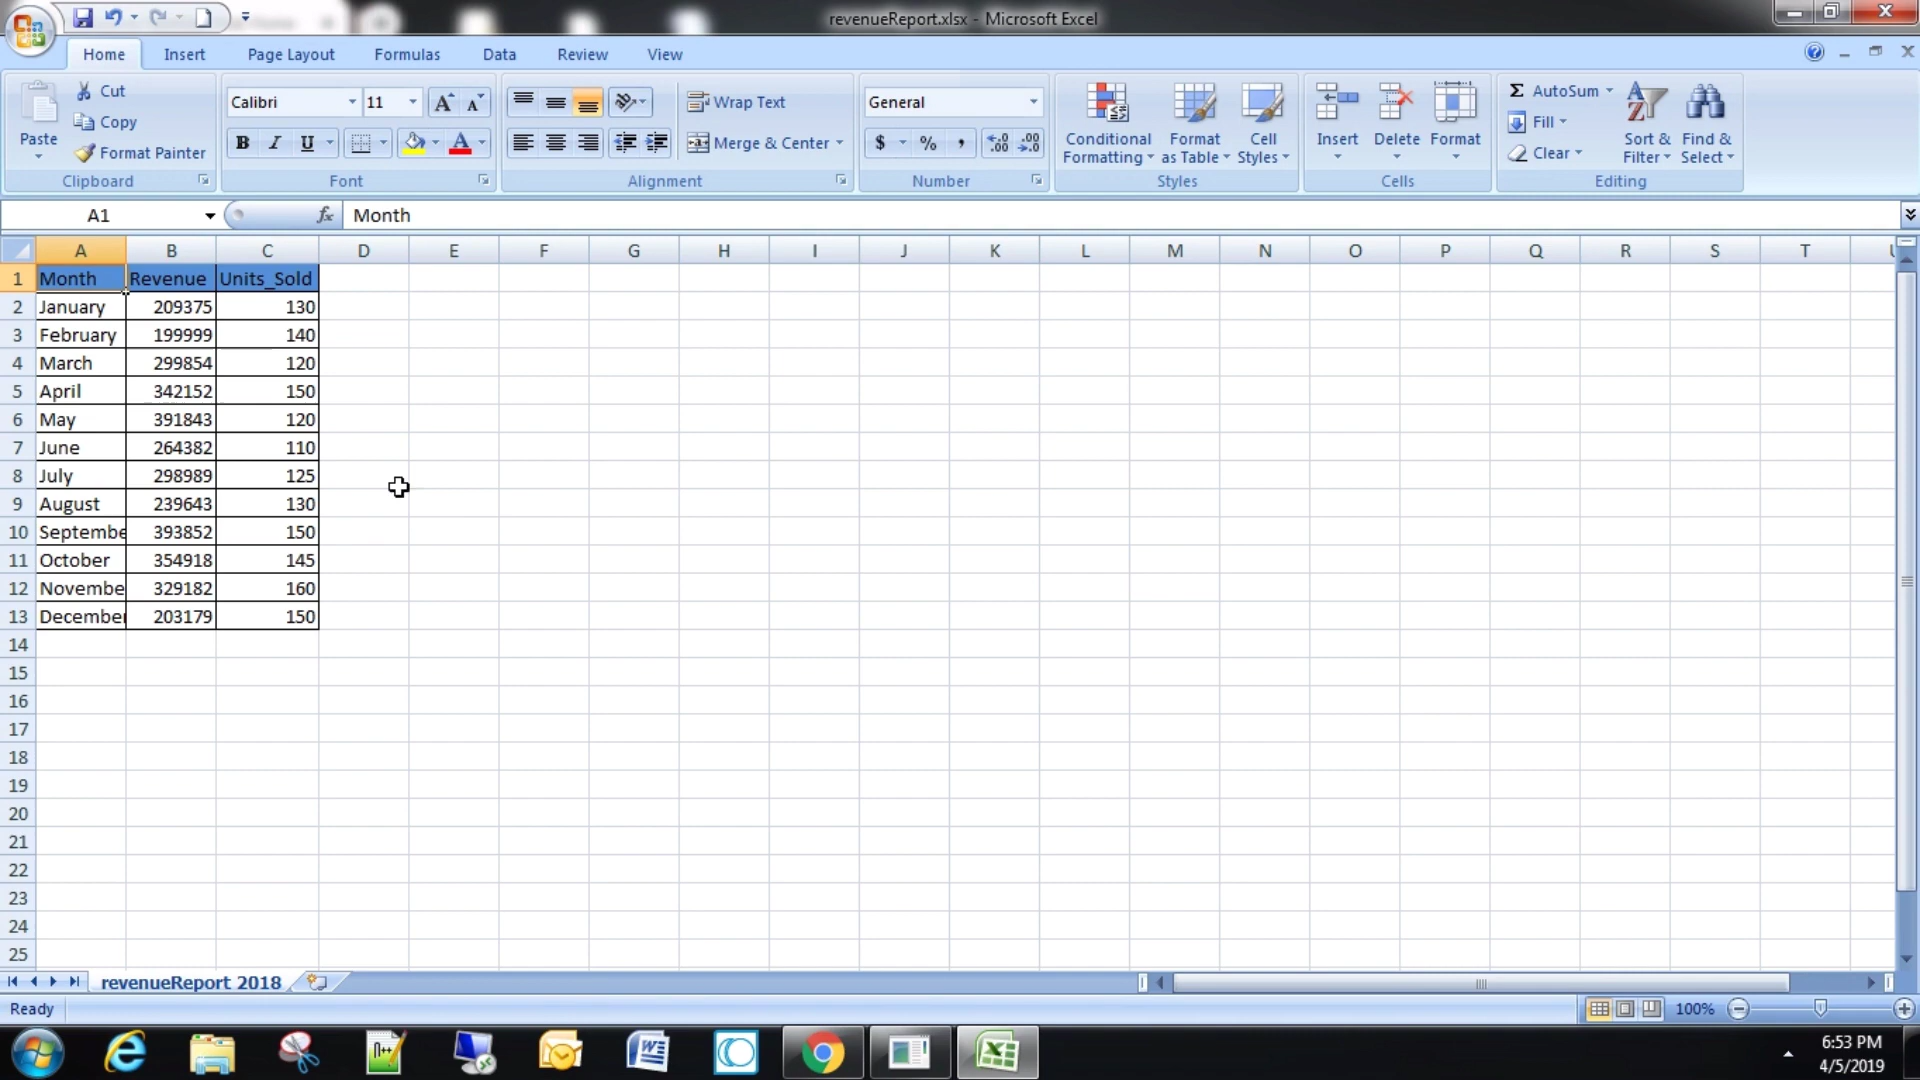 revenueReport.xlsx - Microsoft Excel
Home Insert Page Layout Formulas Data Review View
Paste
Cut
Copy
Format Painter
Clipboard
Calibri 11
B I U A
Font
Wrap Text
Merge & Center
Alignment
General
$ % ,
Number
Conditional Formatting
Format as Table
Cell Styles
Styles
Insert Delete Format
Cells
Σ AutoSum
Fill
Clear
Sort & Filter
Find & Select
Editing
A1 fx Month
A B C D E F G H I J K L M N O P Q R S T
1 Month Revenue Units_Sold
2 January 209375 130
3 February 199999 140
4 March 299854 120
5 April 342152 150
6 May 391843 120
7 June 264382 110
8 July 298989 125
9 August 239643 130
10 Septembe 393852 150
11 October 354918 145
12 Novembe 329182 160
13 December 203179 150
14
15
16
17
18
19
20
21
22
23
24
25
revenueReport 2018
Ready 100%
6:53 PM
4/5/2019